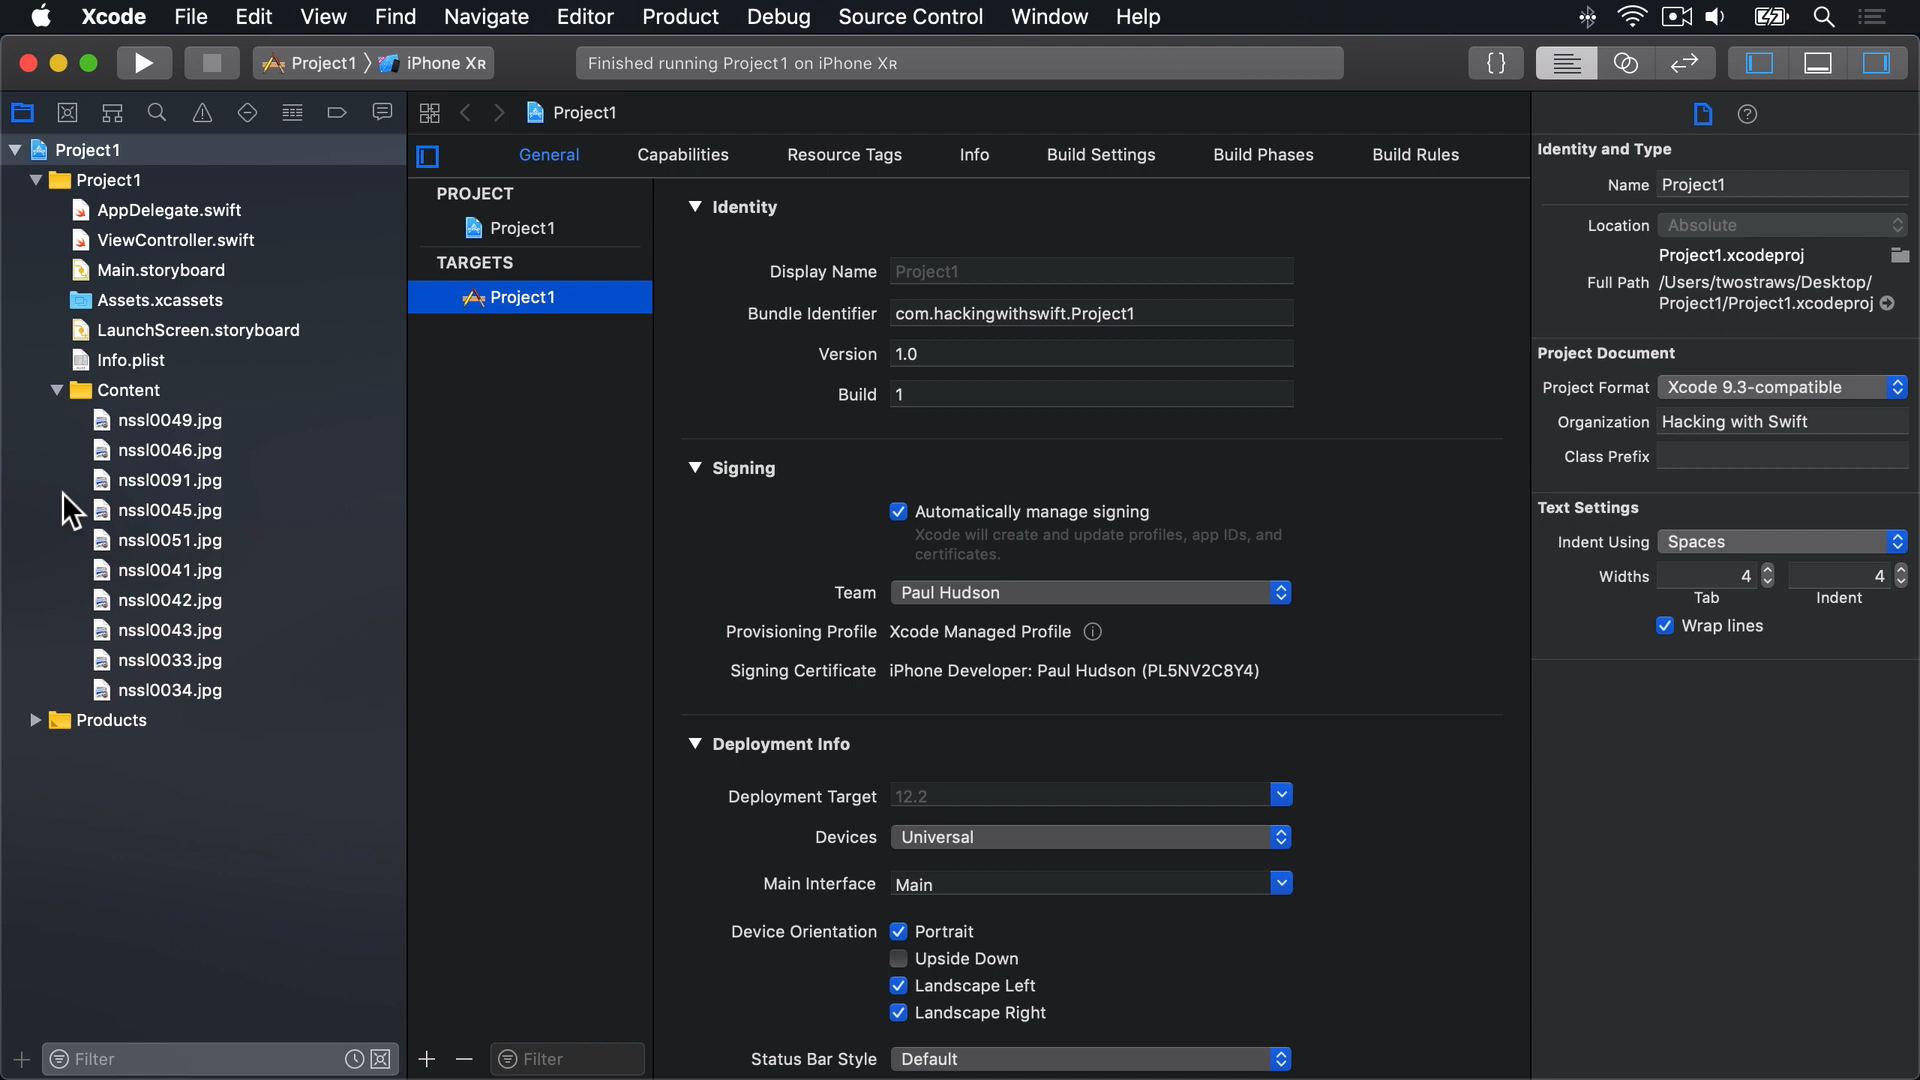 Xcode File Edit View Find Navigate Editor Product Debug Source Control Window Help
Project1 iPhone XR
Finished running Project1 on iPhone XR
{}
Project1
Project1
AppDelegate.swift
ViewController.swift
Main.storyboard
Assets.xcassets
LaunchScreen.storyboard
Info.plist
Content
nssl0049.jpg
nssl0046.jpg
nssl0091.jpg
nssl0045.jpg
nssl0051.jpg
nssl0041.jpg
nssl0042.jpg
nssl0043.jpg
nssl0033.jpg
nssl0034.jpg
Products
Filter
Project1
General Capabilities Resource Tags Info Build Settings Build Phases Build Rules
PROJECT
Project1
TARGETS
Project1
Filter
Identity
Display Name Project1
Bundle Identifier com.hackingwithswift.Project1
Version 1.0
Build 1
Signing
Automatically manage signing
Xcode will create and update profiles, app IDs, and
certificates.
Team Paul Hudson
Provisioning Profile Xcode Managed Profile
Signing Certificate iPhone Developer: Paul Hudson (PL5NV2C8Y4)
Deployment Info
Deployment Target 12.2
Devices Universal
Main Interface Main
Device Orientation Portrait
Upside Down
Landscape Left
Landscape Right
Status Bar Style Default
Identity and Type
Name Project1
Location Absolute
Project1.xcodeproj
Full Path /Users/twostraws/Desktop/
Project1/Project1.xcodeproj
Project Document
Project Format Xcode 9.3-compatible
Organization Hacking with Swift
Class Prefix
Text Settings
Indent Using Spaces
Widths 4 4
Tab Indent
Wrap lines